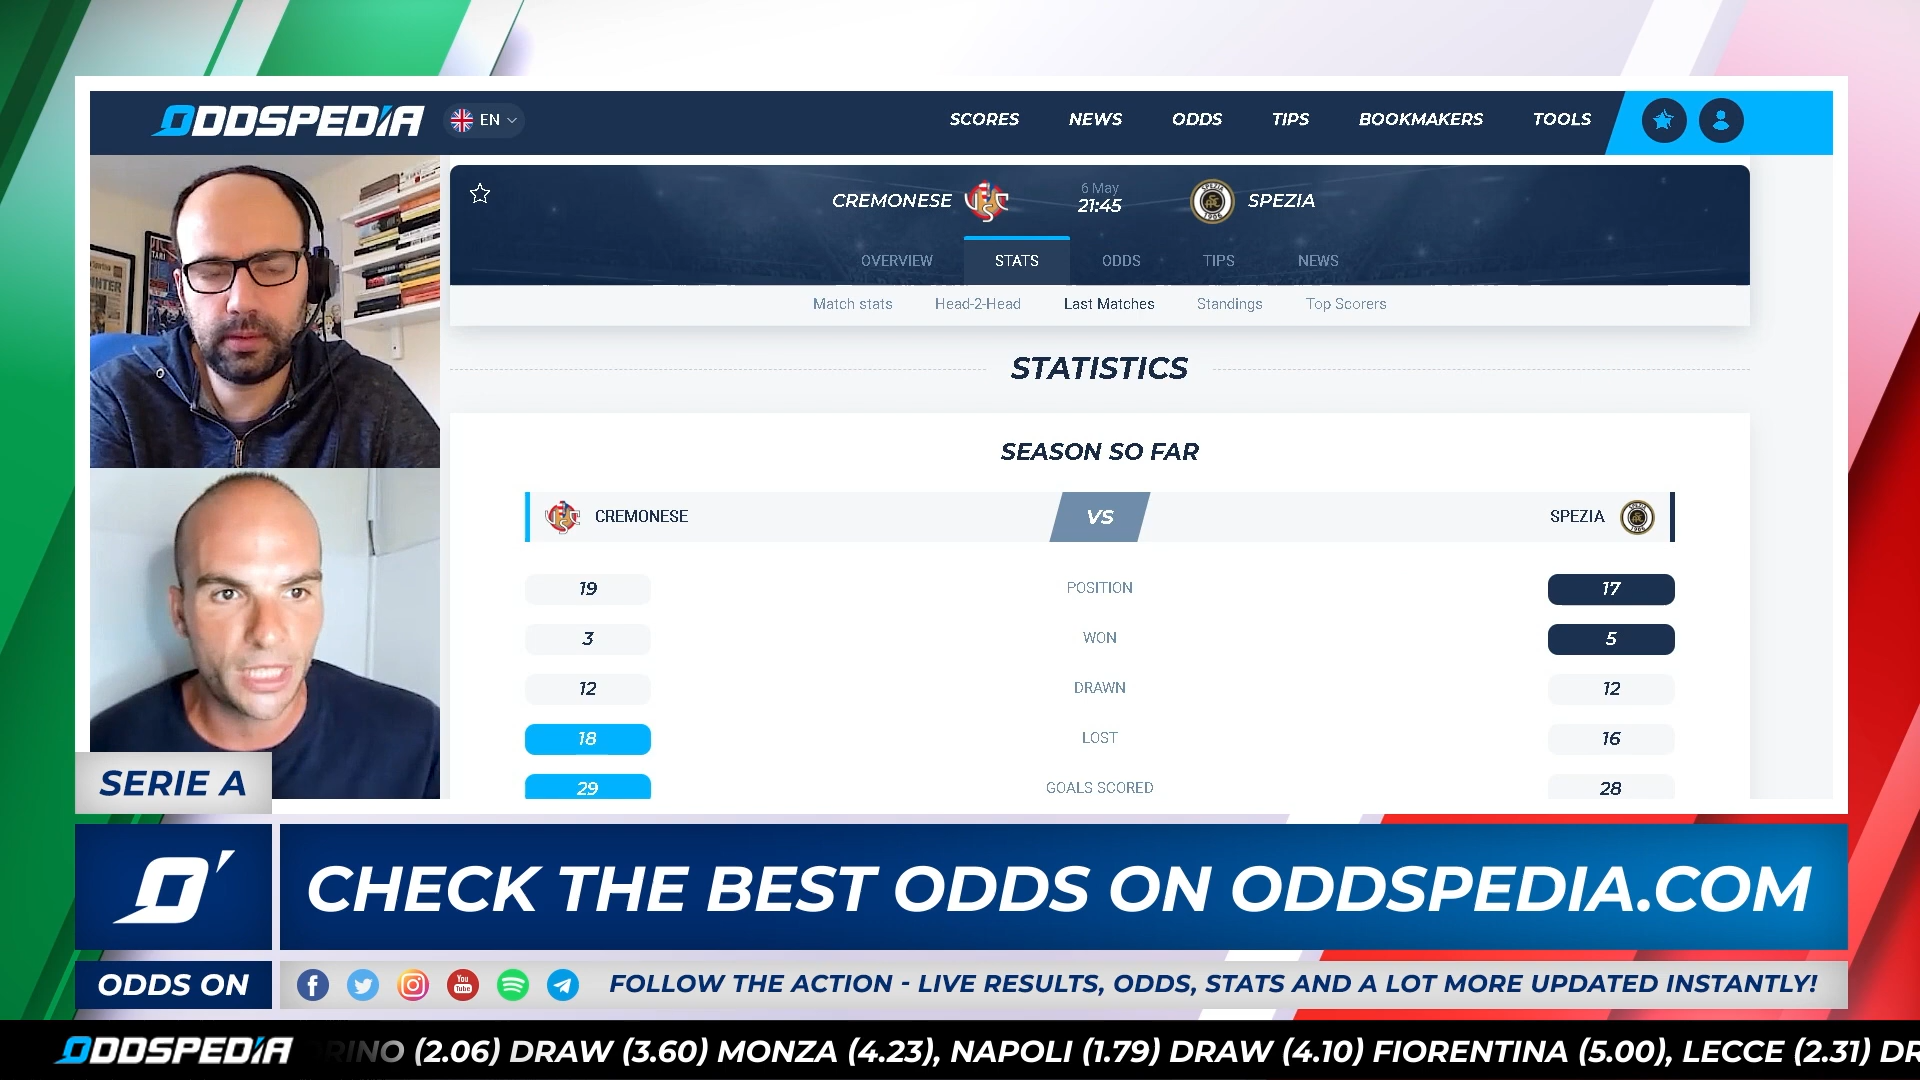 ODDSPEDIA EN SCORES NEWS ODDS TIPS BOOKMAKERS TOOLS
6 May
CREMONESE 21:45 SPEZIA
OVERVIEW STATS ODDS TIPS NEWS
Match stats Head-2-Head Last Matches Standings Top Scorers
STATISTICS
SEASON SO FAR
CREMONESE VS SPEZIA
19 POSITION 17
3 WON 5
12 DRAWN 12
18 LOST 16
29 GOALS SCORED 28
SERIE A
CHECK THE BEST ODDS ON ODDSPEDIA.COM
ODDS ON FOLLOW THE ACTION - LIVE RESULTS, ODDS, STATS AND A LOT MORE UPDATED INSTANTLY!
ODDSPEDIA RINO (2.06) DRAW (3.60) MONZA (4.23), NAPOLI (1.79) DRAW (4.10) FIORENTINA (5.00), LECCE (2.31) DR